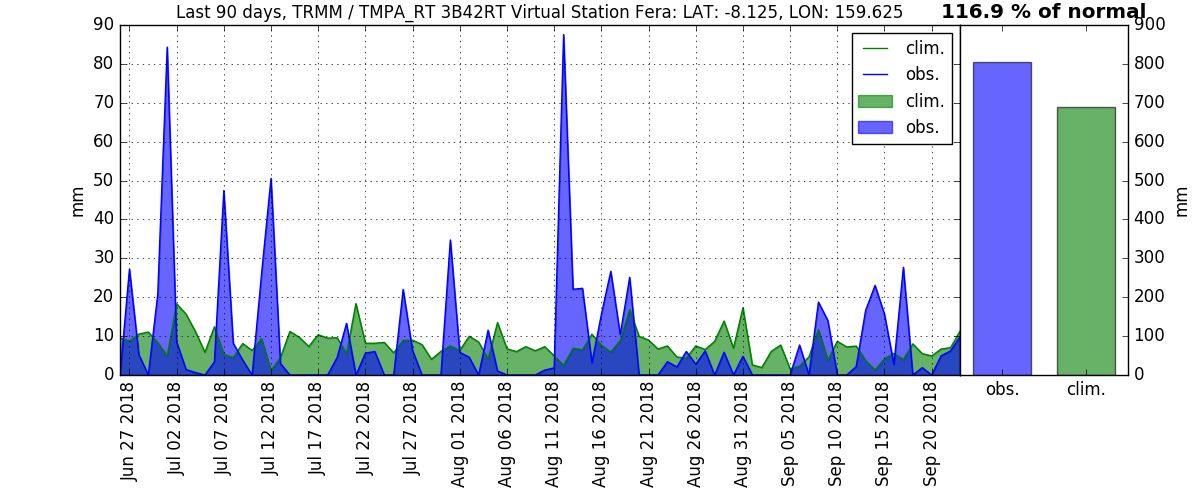 Last 90 days, TRMM / TMPA_RT 3B42RT Virtual Station Fera: LAT: -8.125, LON: 159.625
116.9 % of normal
90
80
70
60
50
40
30
20
10
0
mm
clim.
obs.
clim.
obs.
900
800
700
600
500
400
300
200
100
0
mm
Jun 27 2018
Jul 02 2018
Jul 07 2018
Jul 12 2018
Jul 17 2018
Jul 22 2018
Jul 27 2018
Aug 01 2018
Aug 06 2018
Aug 11 2018
Aug 16 2018
Aug 21 2018
Aug 26 2018
Aug 31 2018
Sep 05 2018
Sep 10 2018
Sep 15 2018
Sep 20 2018
obs.
clim.